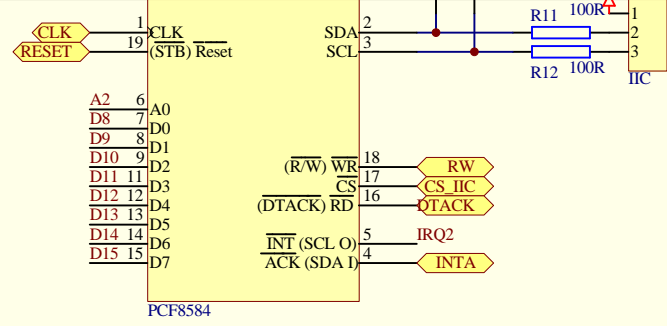 100R
R11
1
CLK 1 CLK SDA 2 2
RESET 19 (STB) Reset SCL 3 3
R12 100R
IIC
A2 6 A0
D8 7 D0
D9 8 D1
D10 9 D2 (R/W) WR 18 RW
D11 11 D3 CS 17 CS_IIC
D12 12 D4 (DTACK) RD 16 DTACK
D13 13 D5
D14 14 D6 INT (SCL O) 5 IRQ2
D15 15 D7 ACK (SDA I) 4 INTA
PCF8584